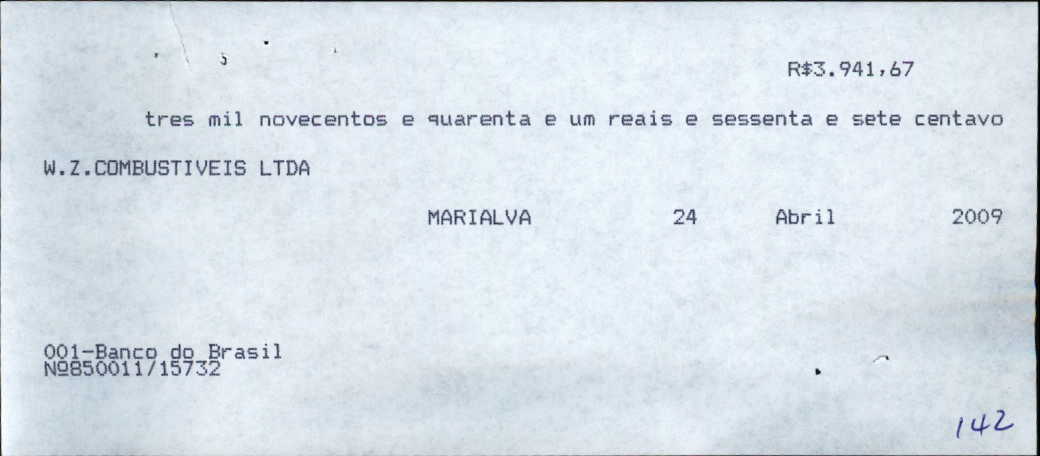 R$3.941,67
tres mil novecentos e quarenta e um reais e sessenta e sete centavo
W.Z.COMBUSTIVEIS LTDA
MARIALVA 24 Abril 2009
001-Banco do Brasil
Nº850011/15732
142